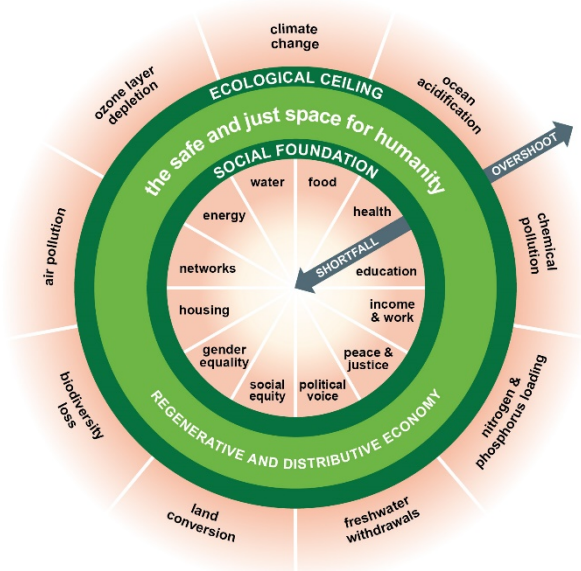 climate
change
ocean
acidification
chemical
pollution
nitrogen &
phosphorus loading
freshwater
withdrawals
land
conversion
biodiversity
loss
air pollution
ozone layer
depletion
ECOLOGICAL CEILING
the safe and just space for humanity
SOCIAL FOUNDATION
OVERSHOOT
SHORTFALL
water
food
health
education
income
& work
peace &
justice
political
voice
social
equity
gender
equality
housing
networks
energy
REGENERATIVE AND DISTRIBUTIVE ECONOMY